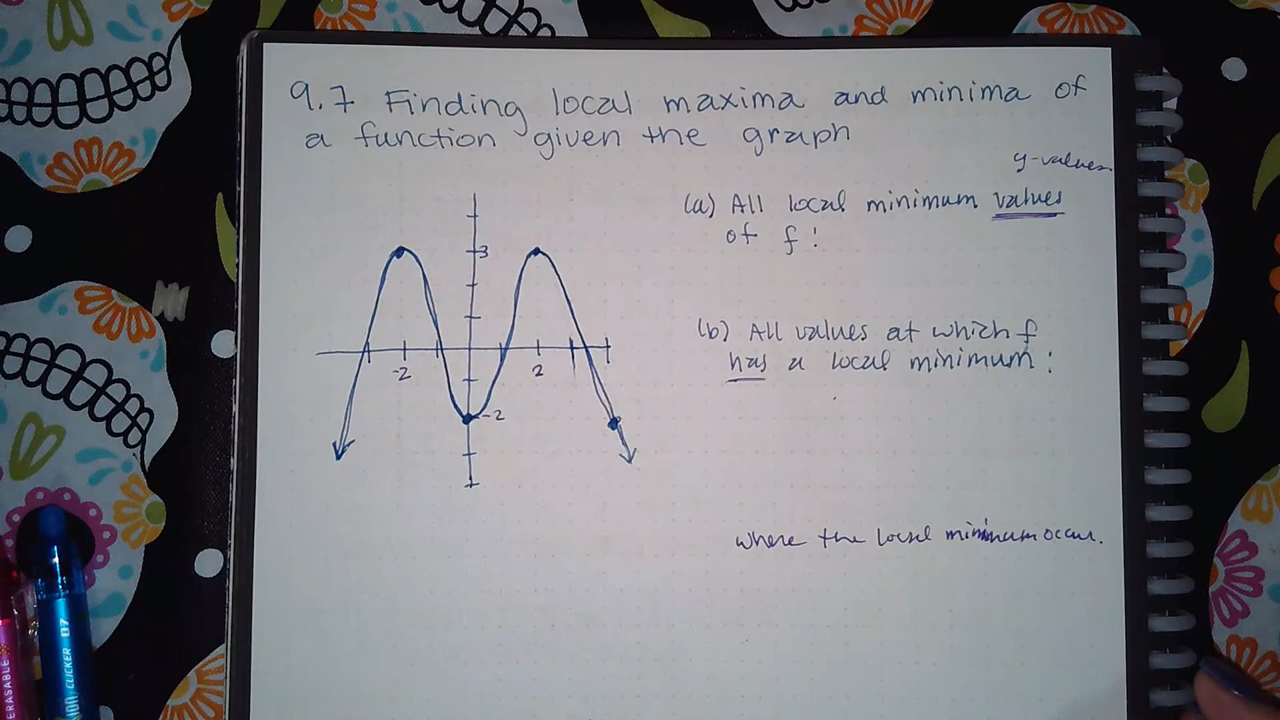 9.7 Finding local maxima and minima of
a function given the graph
y-values
(a) All local minimum values
of f:
3
-2
2
-2
(b) All values at which f
has a local minimum:
where the local minimum occur.
ERASABLE
CLICKER 07